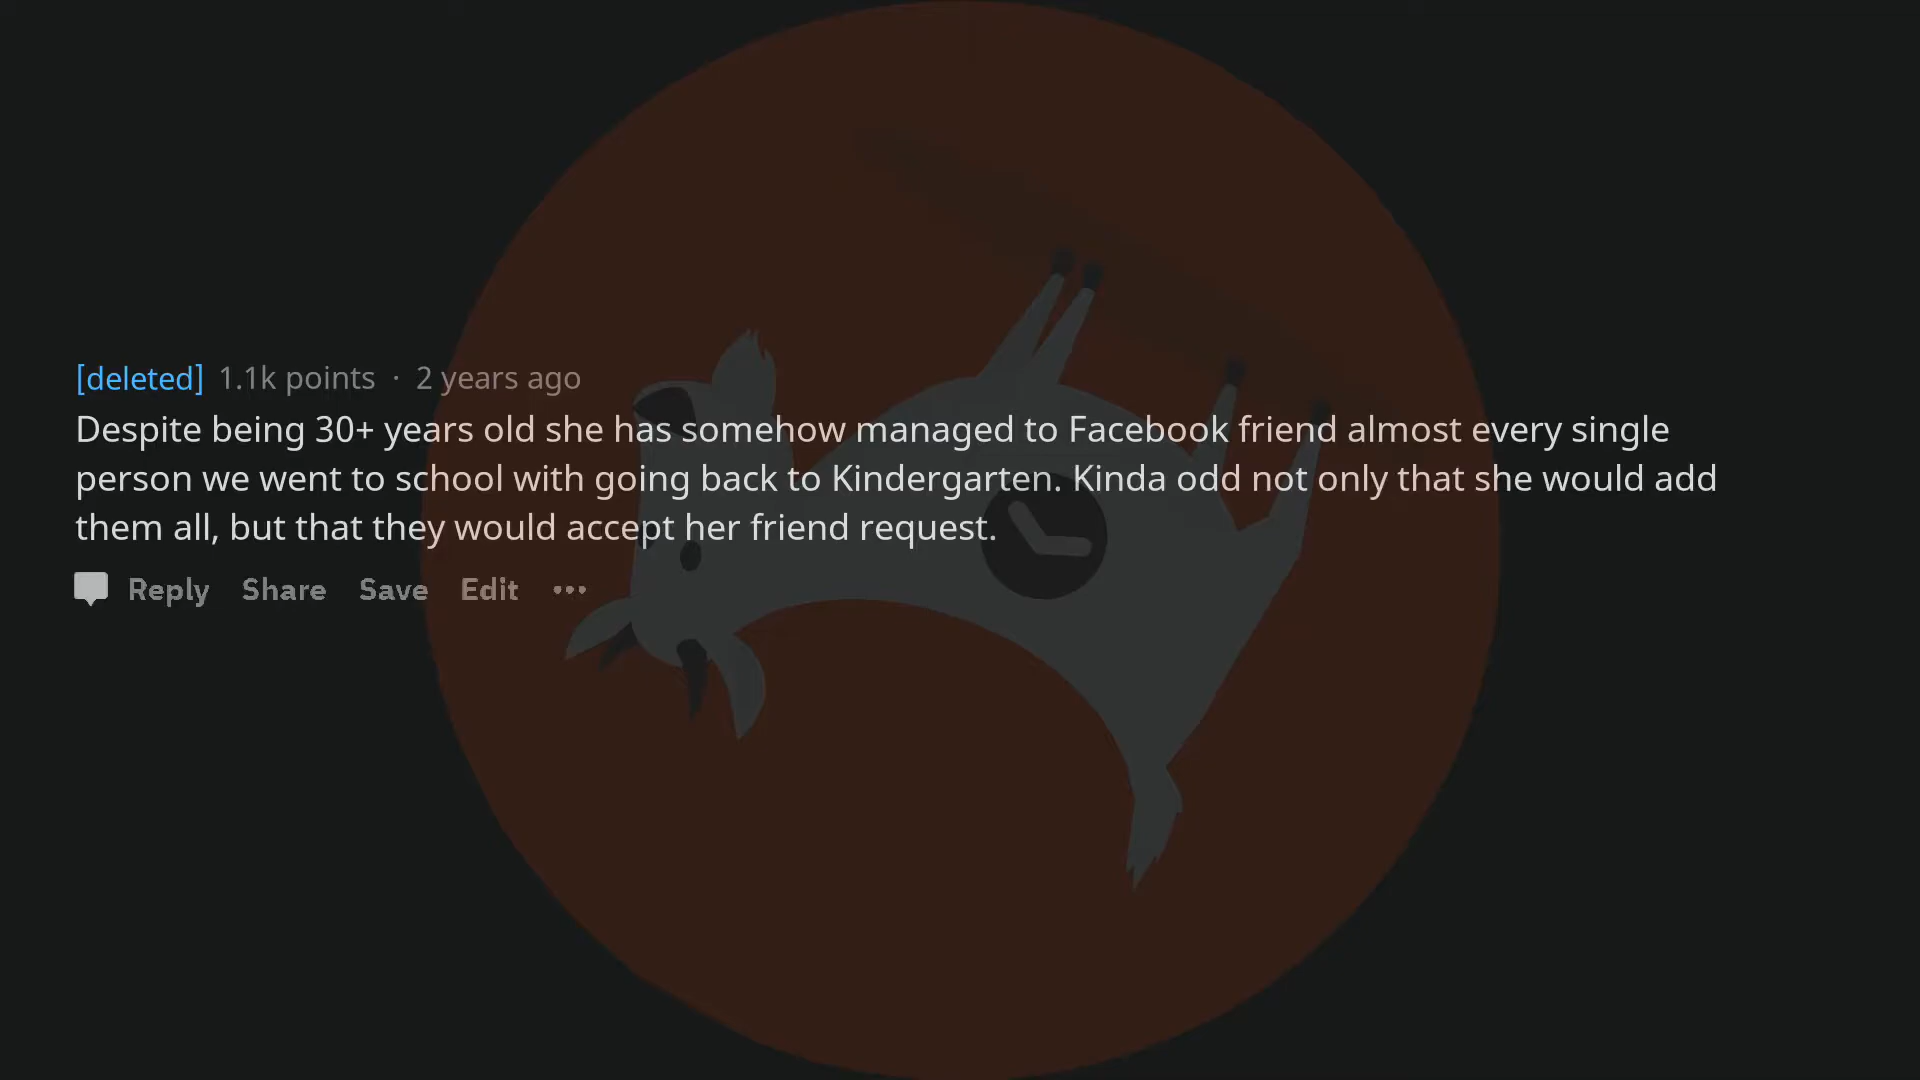 [deleted] 1.1k points · 2 years ago
Despite being 30+ years old she has somehow managed to Facebook friend almost every single
person we went to school with going back to Kindergarten. Kinda odd not only that she would add
them all, but that they would accept her friend request.
Reply Share Save Edit •••